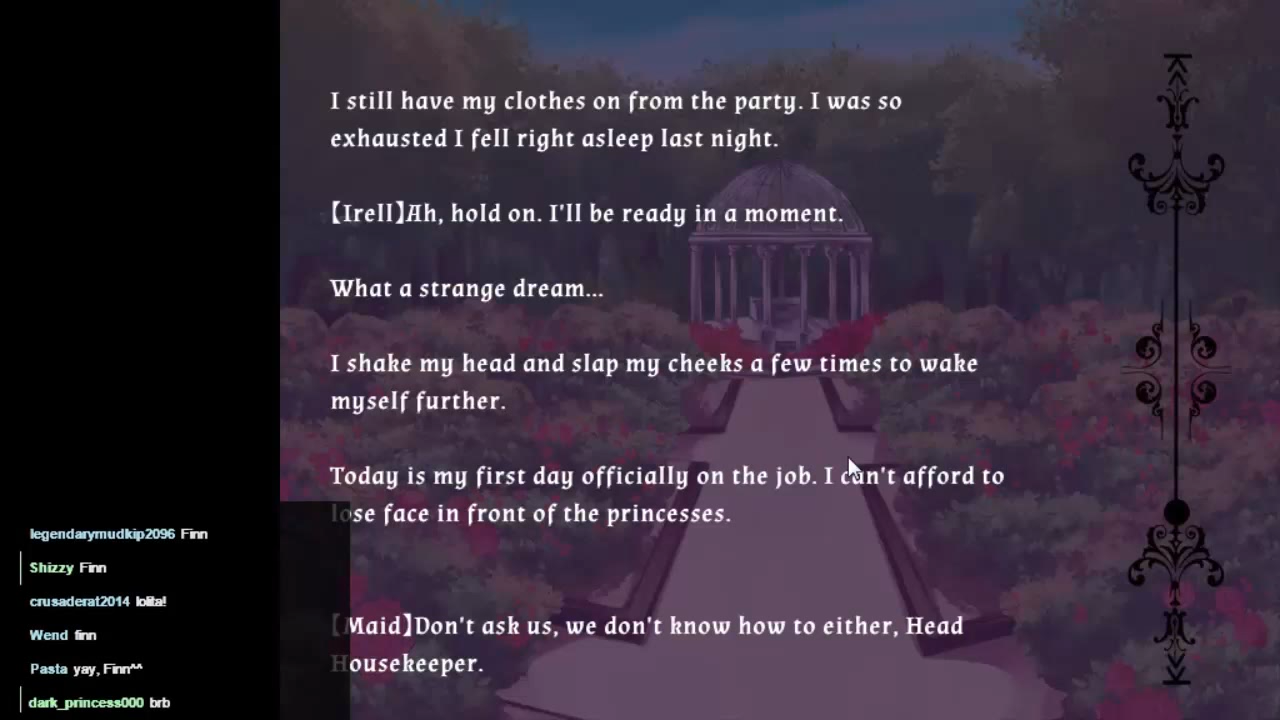 I still have my clothes on from the party. I was so
exhausted I fell right asleep last night.
【Irell】Ah, hold on. I'll be ready in a moment.
What a strange dream...
I shake my head and slap my cheeks a few times to wake
myself further.
Today is my first day officially on the job. I can't afford to
lose face in front of the princesses.
【Maid】Don't ask us, we don't know how to either, Head
Housekeeper.
legendarymudkip2096 Finn
Shizzy Finn
crusaderat2014 lolita!
Wend finn
Pasta yay, Finn^^
dark_princess000 brb